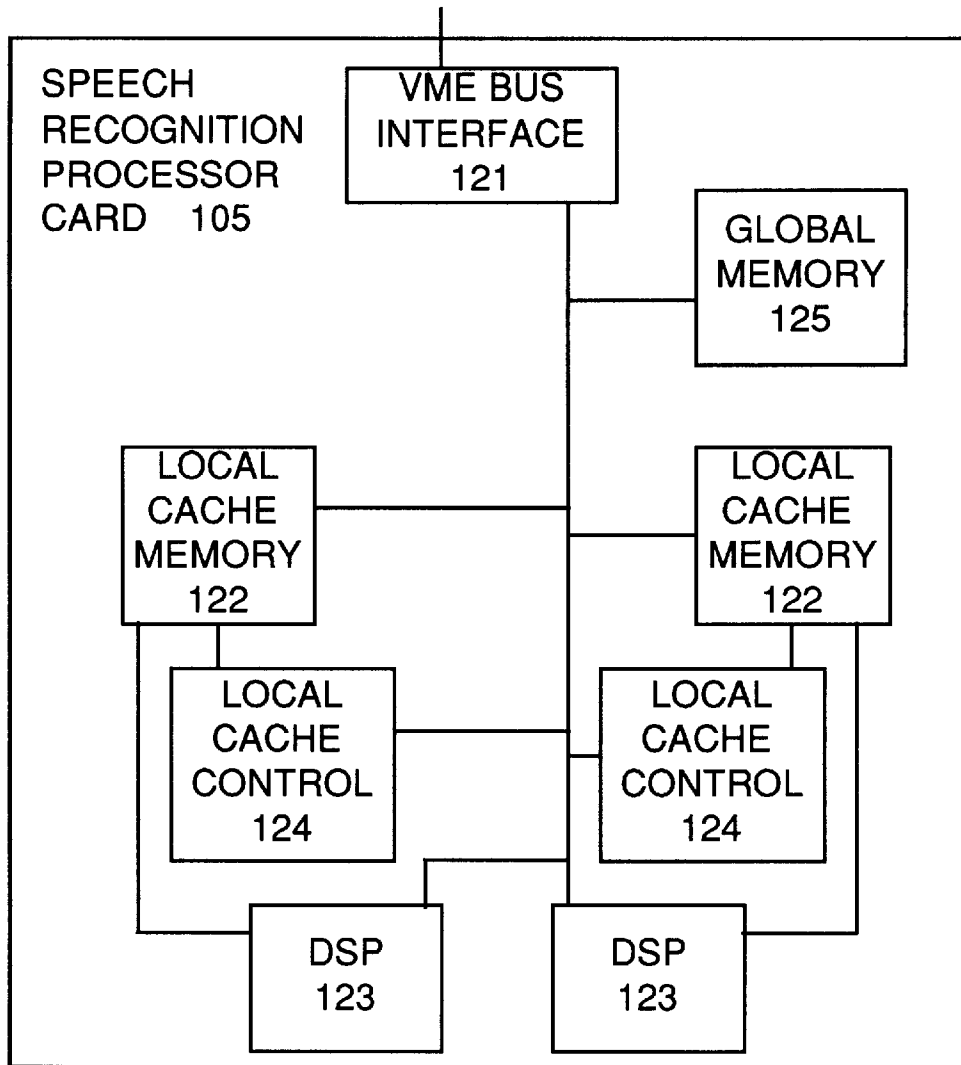 SPEECH
RECOGNITION
PROCESSOR
CARD 105
VME BUS
INTERFACE
121
GLOBAL
MEMORY
125
LOCAL
CACHE
MEMORY
122
LOCAL
CACHE
MEMORY
122
LOCAL
CACHE
CONTROL
124
LOCAL
CACHE
CONTROL
124
DSP
123
DSP
123